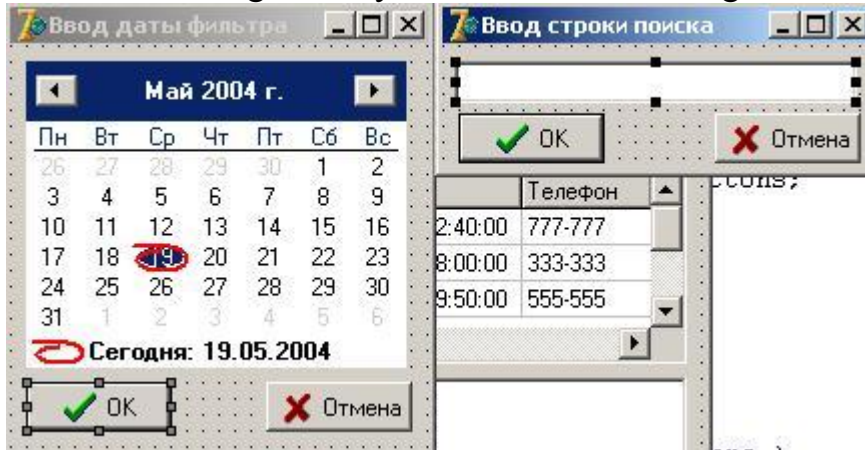 Ввод даты фильтра
Май 2004 г.
Пн Вт Ср Чт Пт Сб Вс
26 27 28 29 30 1 2
3 4 5 6 7 8 9
10 11 12 13 14 15 16
17 18 19 20 21 22 23
24 25 26 27 28 29 30
31 1 2 3 4 5 6
Сегодня: 19.05.2004
OK Отмена
Ввод строки поиска
OK Отмена
Телефон
2:40:00 777-777
8:00:00 333-333
9:50:00 555-555